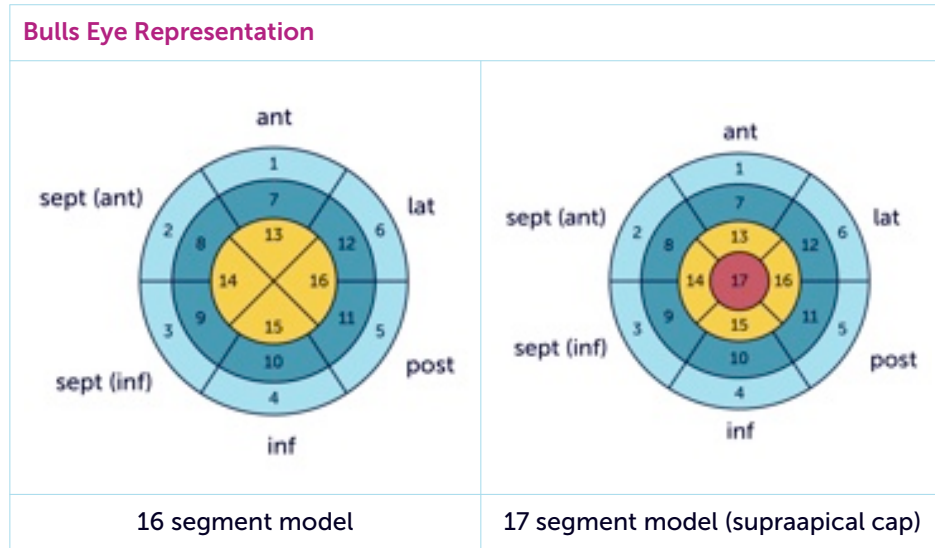 Bulls Eye Representation
ant
1
sept (ant)
7
lat
2
6
8
13
12
14
16
9
11
3
15
5
10
sept (inf)
post
4
inf
ant
1
sept (ant)
7
lat
2
6
13
8
12
14
17
16
9
11
3
15
5
sept (inf)
10
post
4
inf
16 segment model
17 segment model (supraapical cap)